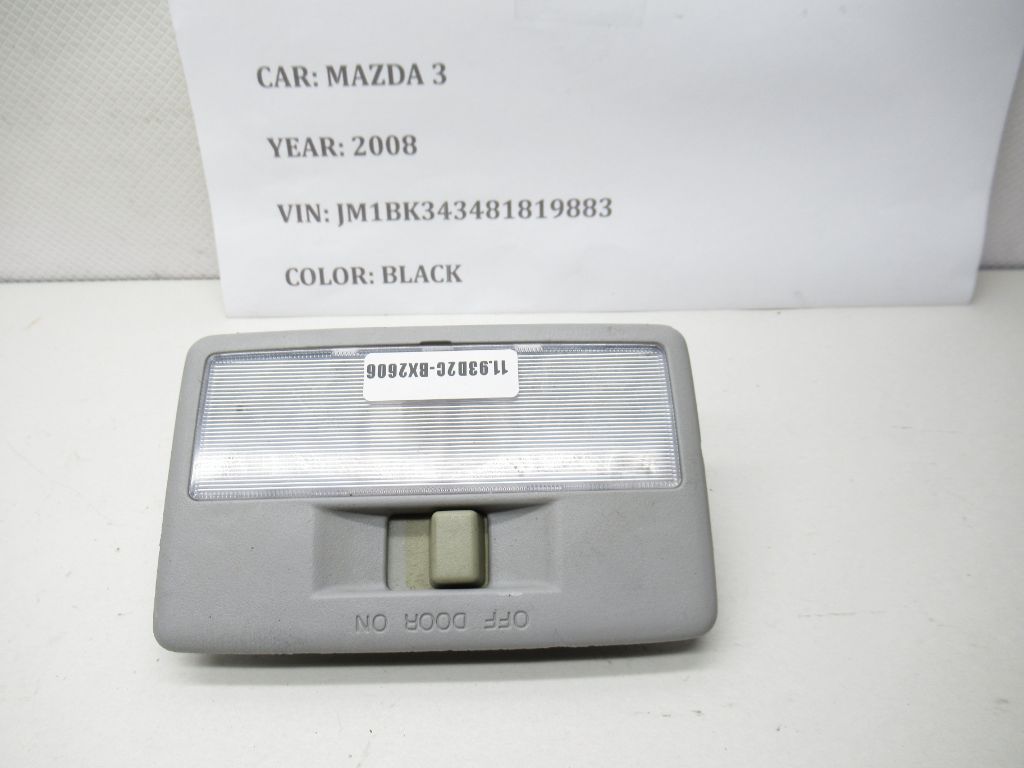 CAR: MAZDA 3
YEAR: 2008
VIN: JM1BK343481819883
COLOR: BLACK
11.93D2C-BX2606
OFF DOOR ON